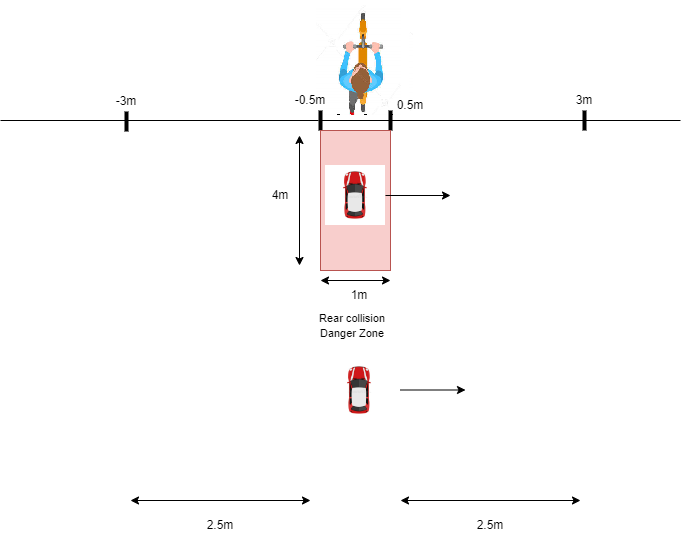 -3m
-0.5m
0.5m
3m
4m
1m
Rear collision
Danger Zone
2.5m
2.5m